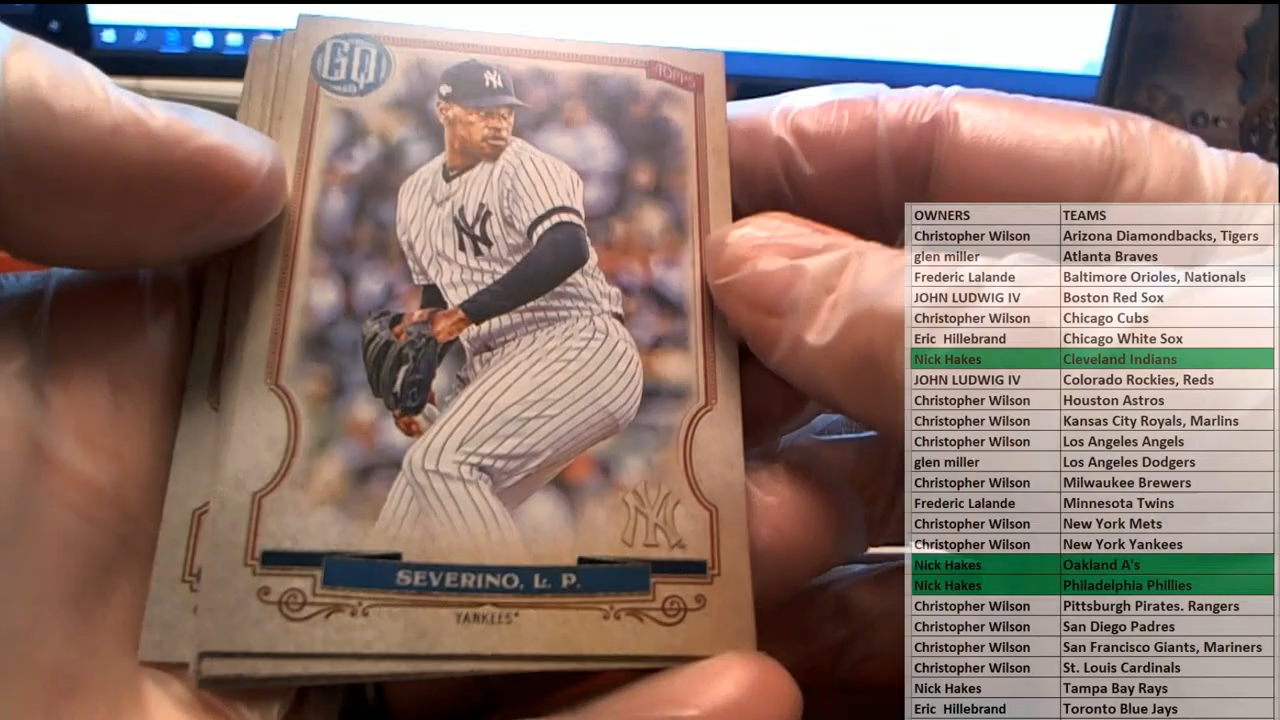 GQ
TOPPS
NY
NY
NY
SEVERINO, L. P.
YANKEES
OWNERS TEAMS
Christopher Wilson Arizona Diamondbacks, Tigers
glen miller Atlanta Braves
Frederic Lalande Baltimore Orioles, Nationals
JOHN LUDWIG IV Boston Red Sox
Christopher Wilson Chicago Cubs
Eric Hillebrand Chicago White Sox
Nick Hakes Cleveland Indians
JOHN LUDWIG IV Colorado Rockies, Reds
Christopher Wilson Houston Astros
Christopher Wilson Kansas City Royals, Marlins
Christopher Wilson Los Angeles Angels
glen miller Los Angeles Dodgers
Christopher Wilson Milwaukee Brewers
Frederic Lalande Minnesota Twins
Christopher Wilson New York Mets
Christopher Wilson New York Yankees
Nick Hakes Oakland A's
Nick Hakes Philadelphia Phillies
Christopher Wilson Pittsburgh Pirates. Rangers
Christopher Wilson San Diego Padres
Christopher Wilson San Francisco Giants, Mariners
Christopher Wilson St. Louis Cardinals
Nick Hakes Tampa Bay Rays
Eric Hillebrand Toronto Blue Jays